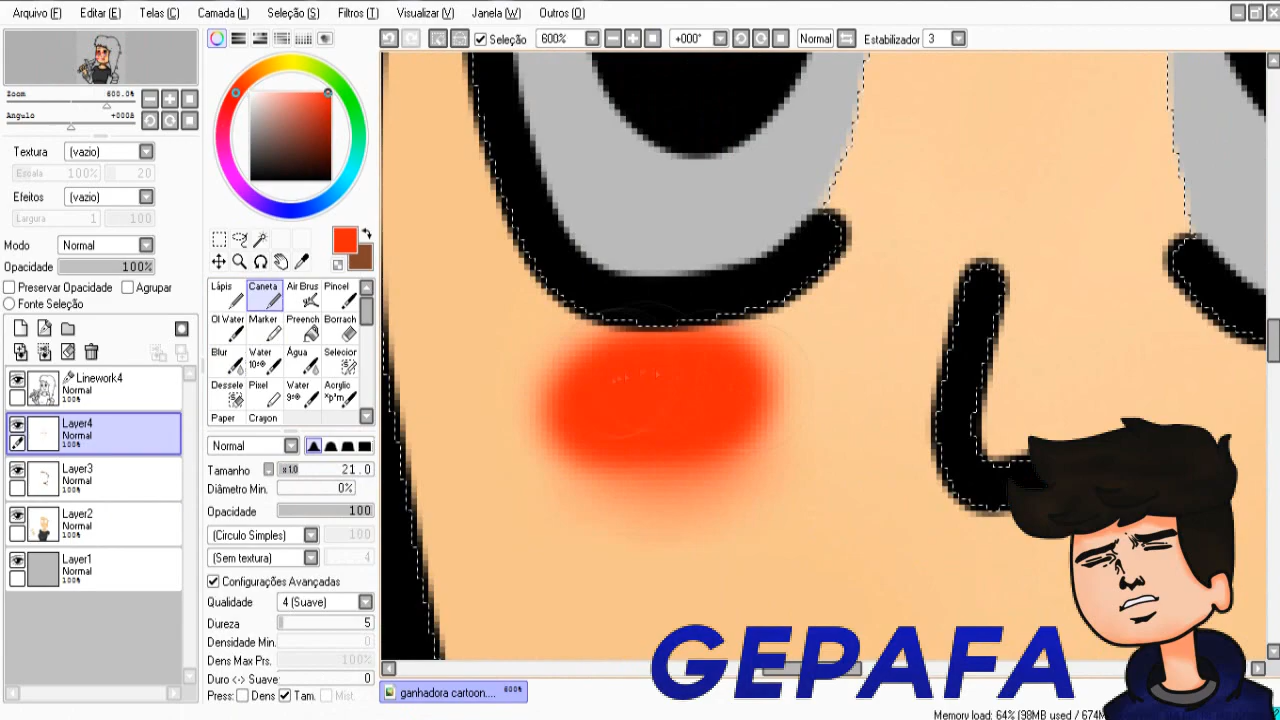 Arquivo (F) Editar (E) Telas (C) Camada (L) Seleção (S) Filtros (T) Visualizar (V) Janela (W) Outros (O)
Seleção 600% +000° Normal Estabilizador 3
Zoom 600.0%
Angulo +000ã
Textura (vazio)
Escala 100% 20
Efeitos (vazio)
Largura 1 100
Modo Normal
Opacidade 100%
Preservar Opacidade Agrupar
Fonte Seleção
Linework4
Normal
100%
Layer4
Normal
100%
Layer3
Normal
100%
Layer2
Normal
100%
Layer1
Normal
100%
Lápis Caneta Air Brus Pincel
Ol Water Marker Preench Borrach
Blur Water Água Selecior
Dessele Pixel Water Acrylic
Paper Crayon
Normal
Tamanho x1.0 21.0
Diâmetro Min. 0%
Opacidade 100
(Circulo Simples) 100
(Sem textura) 4
Configurações Avançadas
Qualidade 4 (Suave)
Dureza 5
Densidade Min. 0
Dens Max Prs. 100%
Duro <-> Suave 0
Press: Dens Tam. Mist.
ganhadora cartoon.... 600%
GEPAFA
Memory load: 64% (98MB used / 674M